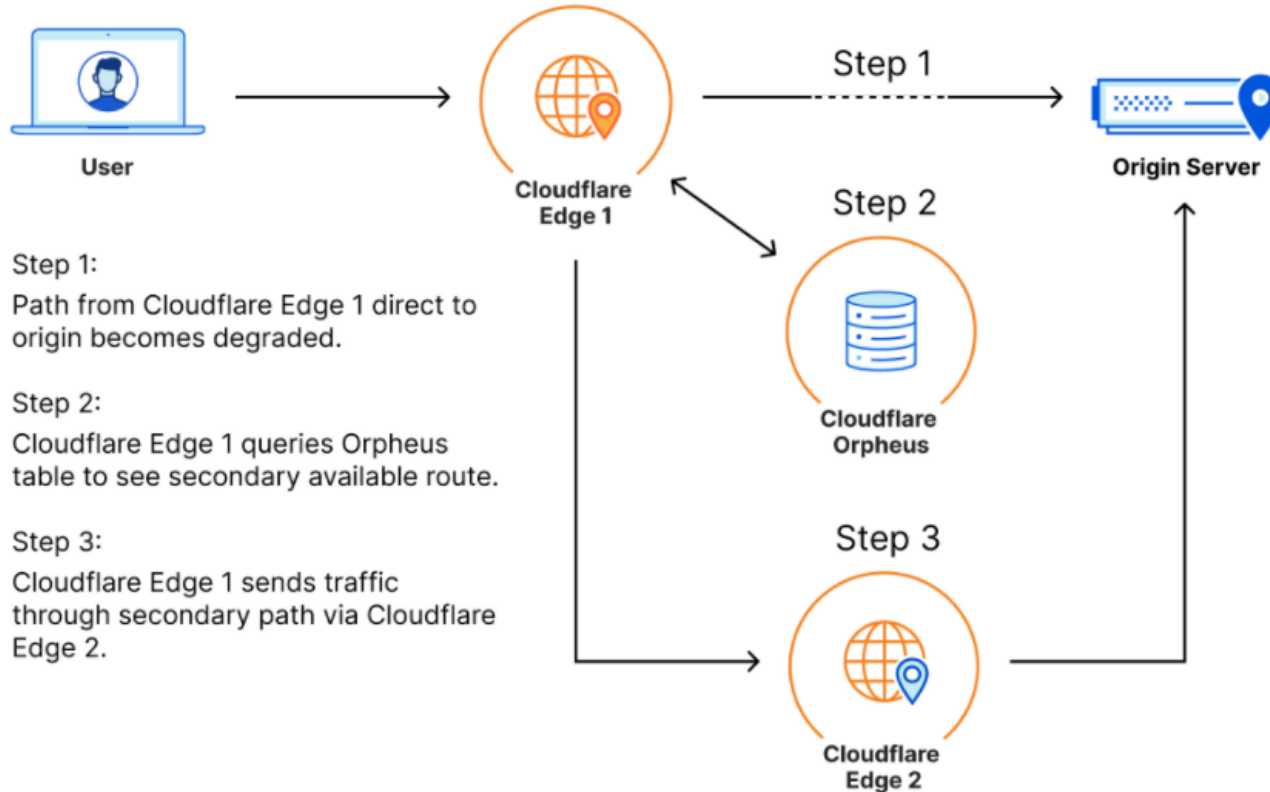 Step 1
User
Cloudflare
Edge 1
Origin Server
Step 2
Cloudflare
Orpheus
Step 3
Cloudflare
Edge 2
Step 1:
Path from Cloudflare Edge 1 direct to
origin becomes degraded.
Step 2:
Cloudflare Edge 1 queries Orpheus
table to see secondary available route.
Step 3:
Cloudflare Edge 1 sends traffic
through secondary path via Cloudflare
Edge 2.